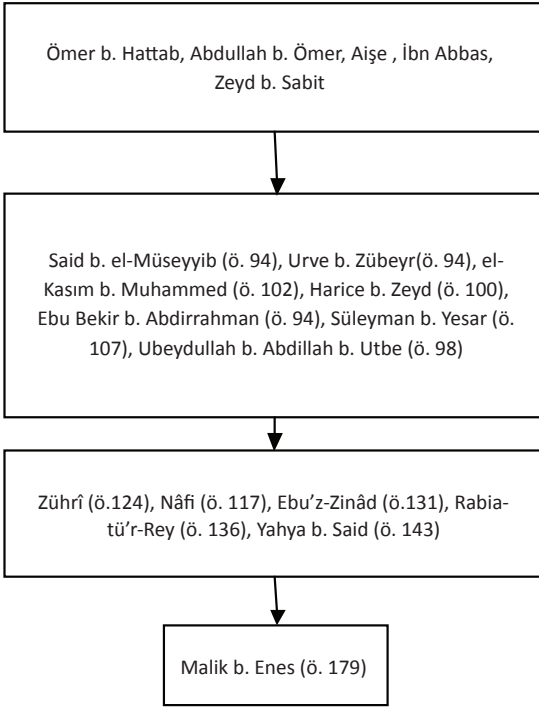 Ömer b. Hattab, Abdullah b. Ömer, Aişe , İbn Abbas,
Zeyd b. Sabit
Said b. el-Müseyyib (ö. 94), Urve b. Zübeyr(ö. 94), el-
Kasım b. Muhammed (ö. 102), Harice b. Zeyd (ö. 100),
Ebu Bekir b. Abdirrahman (ö. 94), Süleyman b. Yesar (ö.
107), Ubeydullah b. Abdillah b. Utbe (ö. 98)
Zührî (ö.124), Nâfi (ö. 117), Ebu’z-Zinâd (ö.131), Rabia-
tü’r-Rey (ö. 136), Yahya b. Said (ö. 143)
Malik b. Enes (ö. 179)